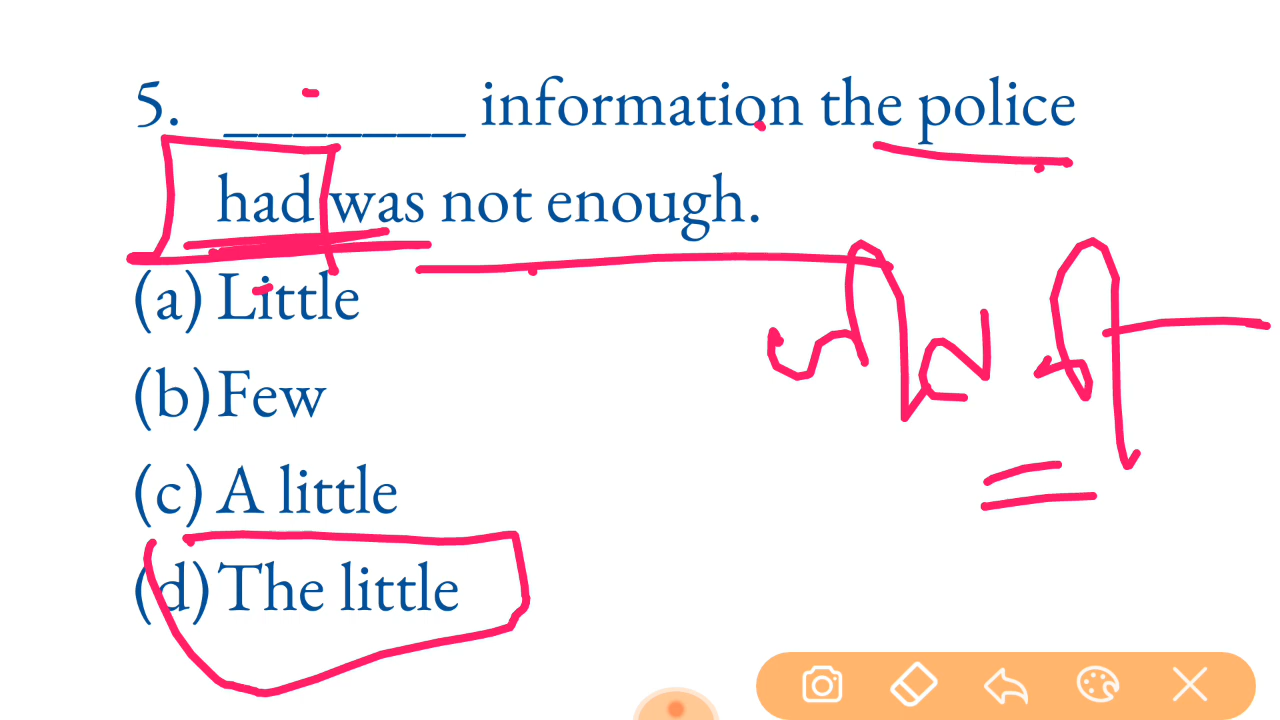 5. _______ information the police
had was not enough.
(a) Little
(b) Few
(c) A little
(d) The little